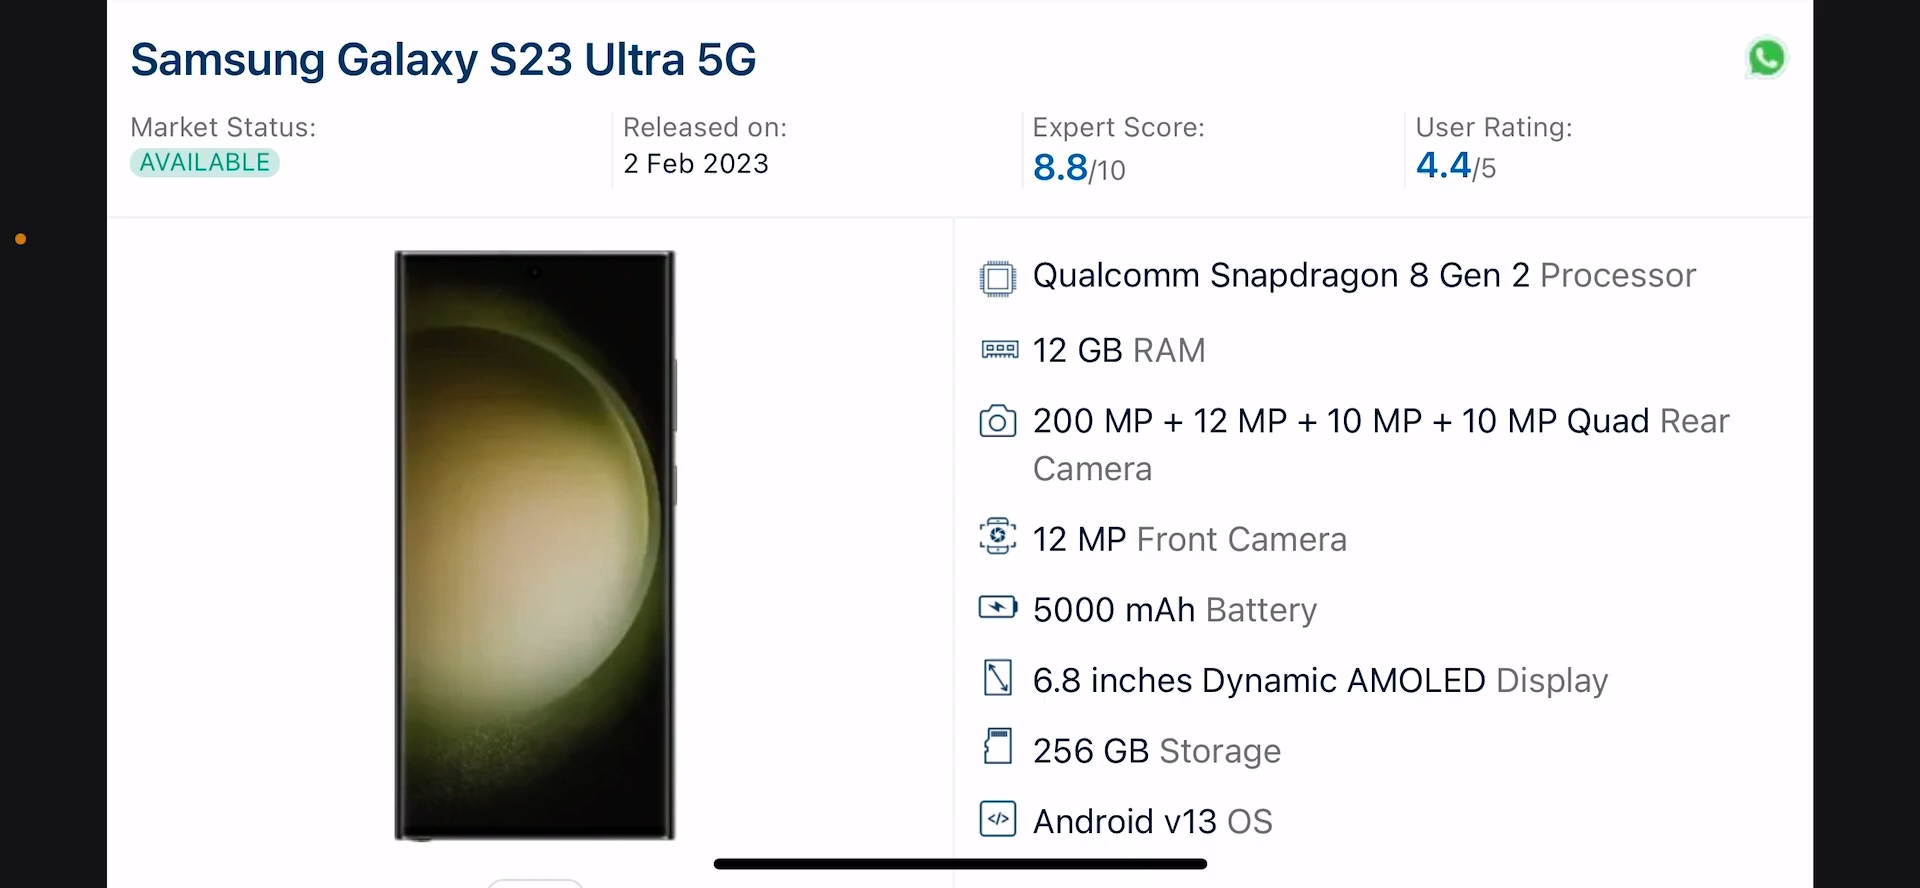 Samsung Galaxy S23 Ultra 5G
Market Status:
AVAILABLE
Released on:
2 Feb 2023
Expert Score:
8.8/10
User Rating:
4.4/5
Qualcomm Snapdragon 8 Gen 2 Processor
12 GB RAM
200 MP + 12 MP + 10 MP + 10 MP Quad Rear
Camera
12 MP Front Camera
5000 mAh Battery
6.8 inches Dynamic AMOLED Display
256 GB Storage
Android v13 OS